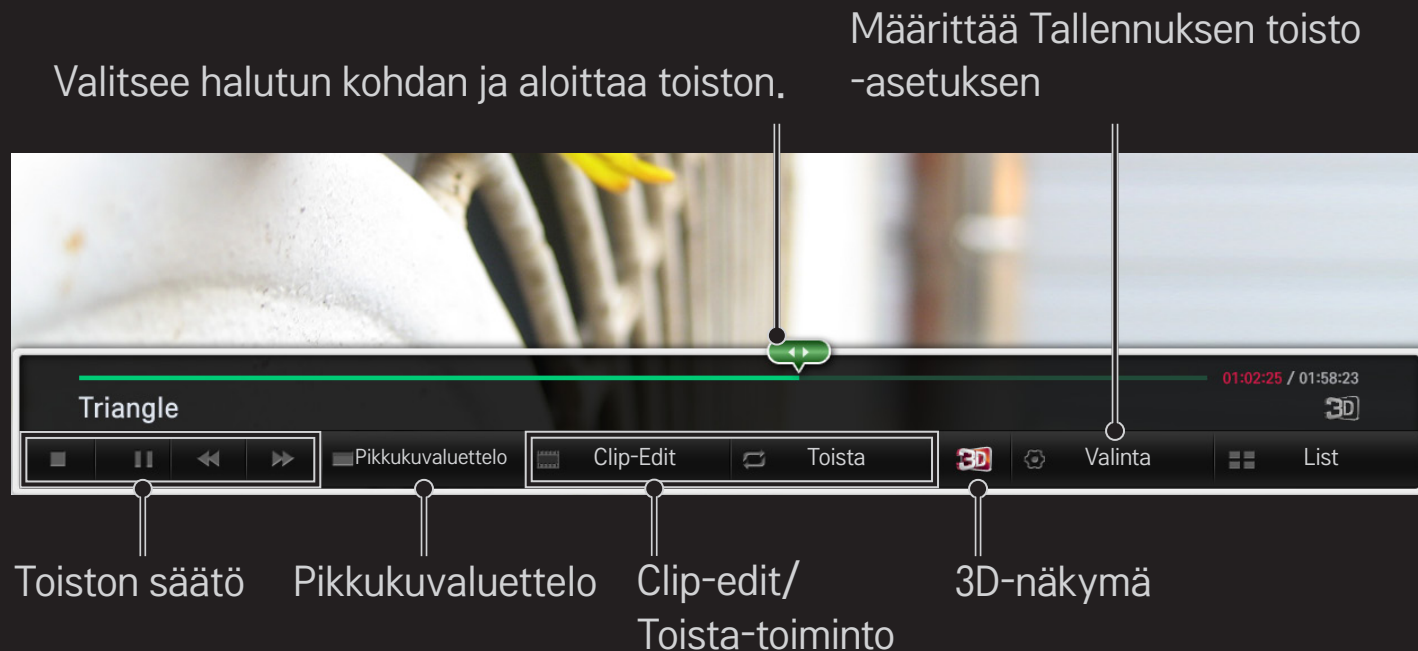 Määrittää Tallennuksen toisto
-asetuksen
Valitsee halutun kohdan ja aloittaa toiston.
01:02:25 / 01:58:23
Triangle
3D
Pikkukuvaluettelo
Clip-Edit
Toista
3D
Valinta
List
Toiston säätö
Pikkukuvaluettelo
Clip-edit/
Toista-toiminto
3D-näkymä